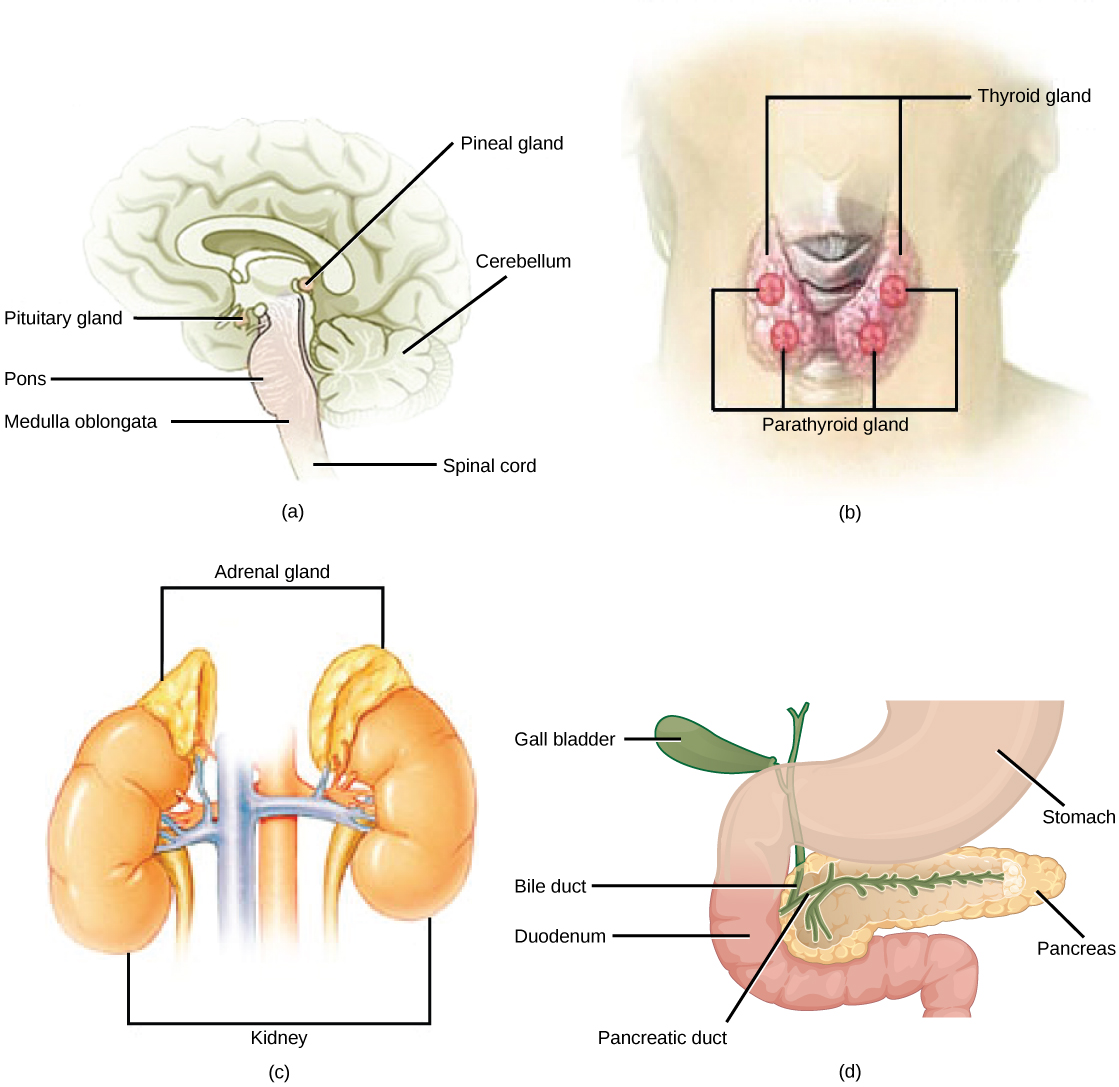 Pineal gland
Cerebellum
Pituitary gland
Pons
Medulla oblongata
Spinal cord
(a)
Thyroid gland
Parathyroid gland
(b)
Adrenal gland
Kidney
(c)
Gall bladder
Stomach
Bile duct
Duodenum
Pancreas
Pancreatic duct
(d)